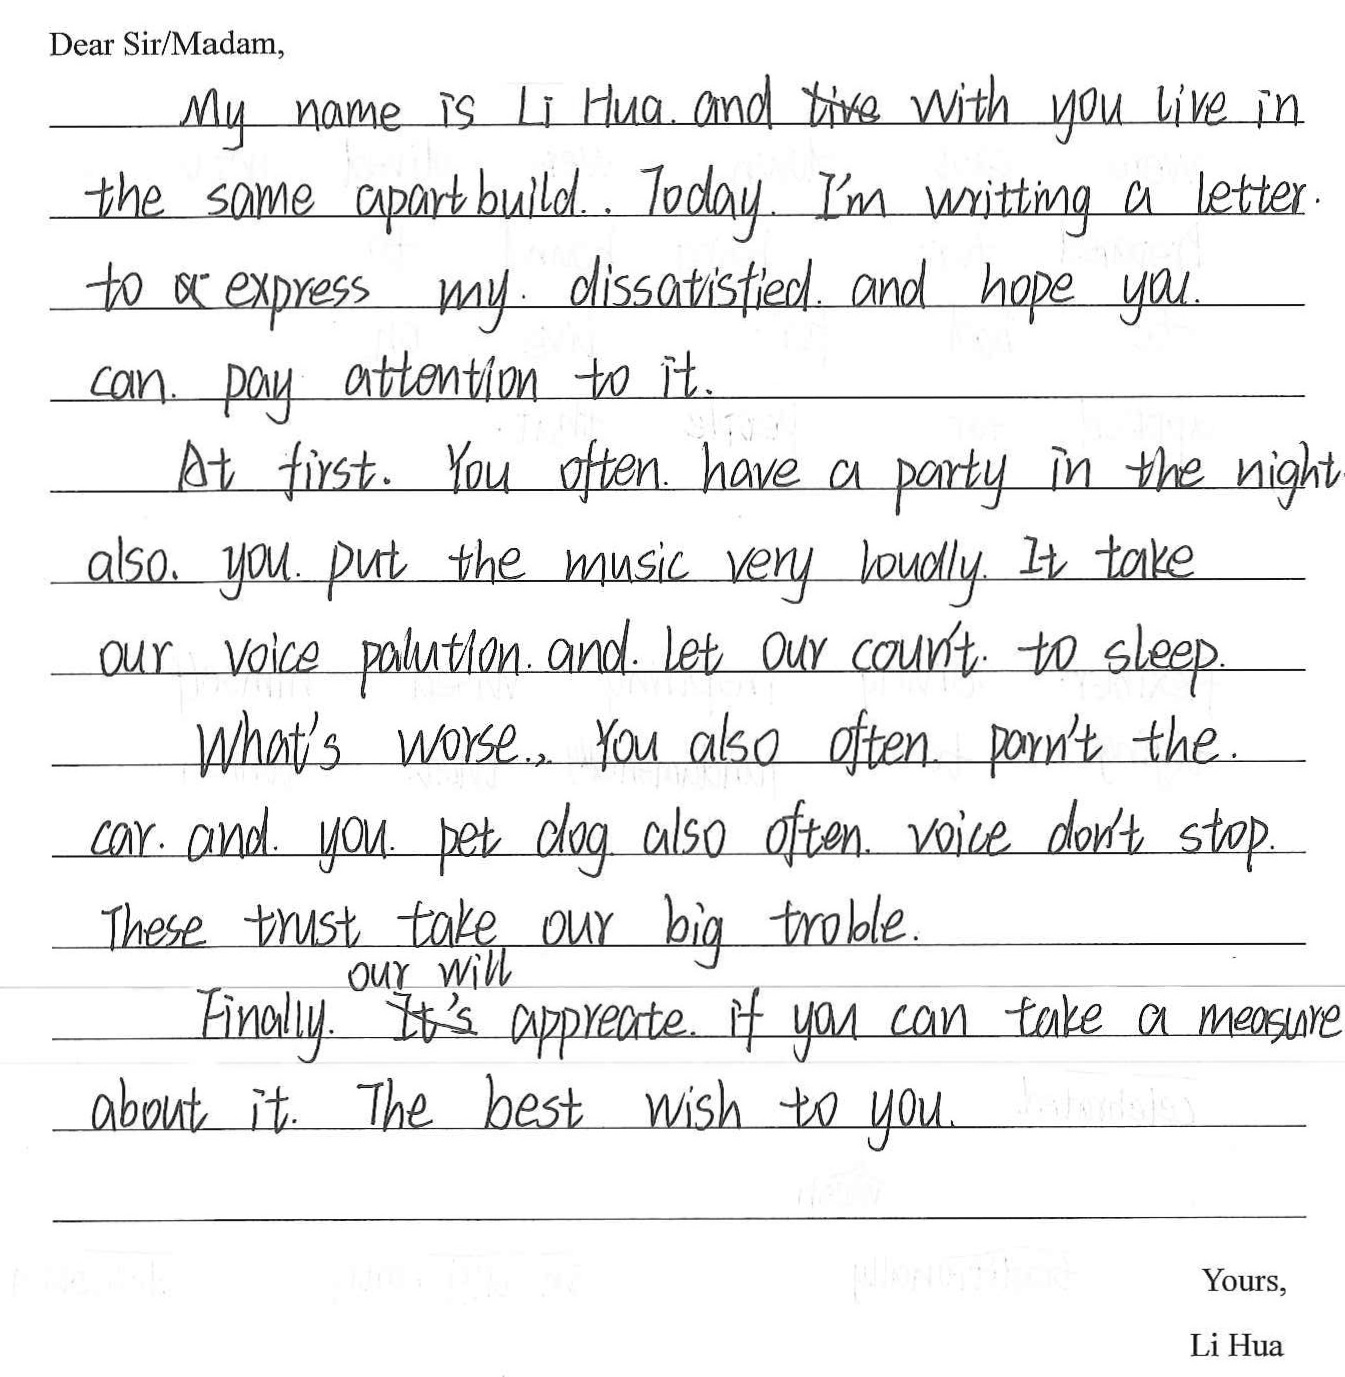 Dear Sir/Madam,
My name is Li Hua. and live with you live in
the same apartbuild.. Today. I'm writting a letter.
to a express my. dissatistied. and hope you.
can. pay attention to it.
At first. You often. have a party in the night
also. you. put the music very loudly. It take
our voice palution. and. let our coun't. to sleep.
What's worse., You also often. parn't the.
car. and. you. pet dog also often. voice don't stop.
These trust take our big troble.
our will
Finally. It's appreate. if you can take a measure
about it. The best wish to you.
Yours,
Li Hua